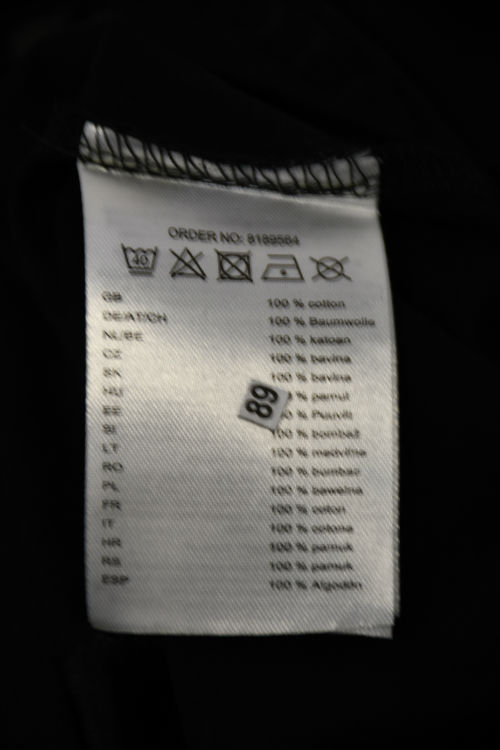 ORDER NO: 8189564
40
GB 100 % cotton
DE/AT/CH 100 % Baumwolle
NL/BE 100 % katoen
CZ 100 % bavlna
SK 100 % bavlna
HU % pamut
EE % Puuvill
SI 100 % bombaž
LT 100 % medvilnė
RO 100 % bumbac
PL 100 % bawełna
FR 100 % coton
IT 100 % cotone
HR 100 % pamuk
RS 100 % pamuk
ESP 100 % Algodón
89